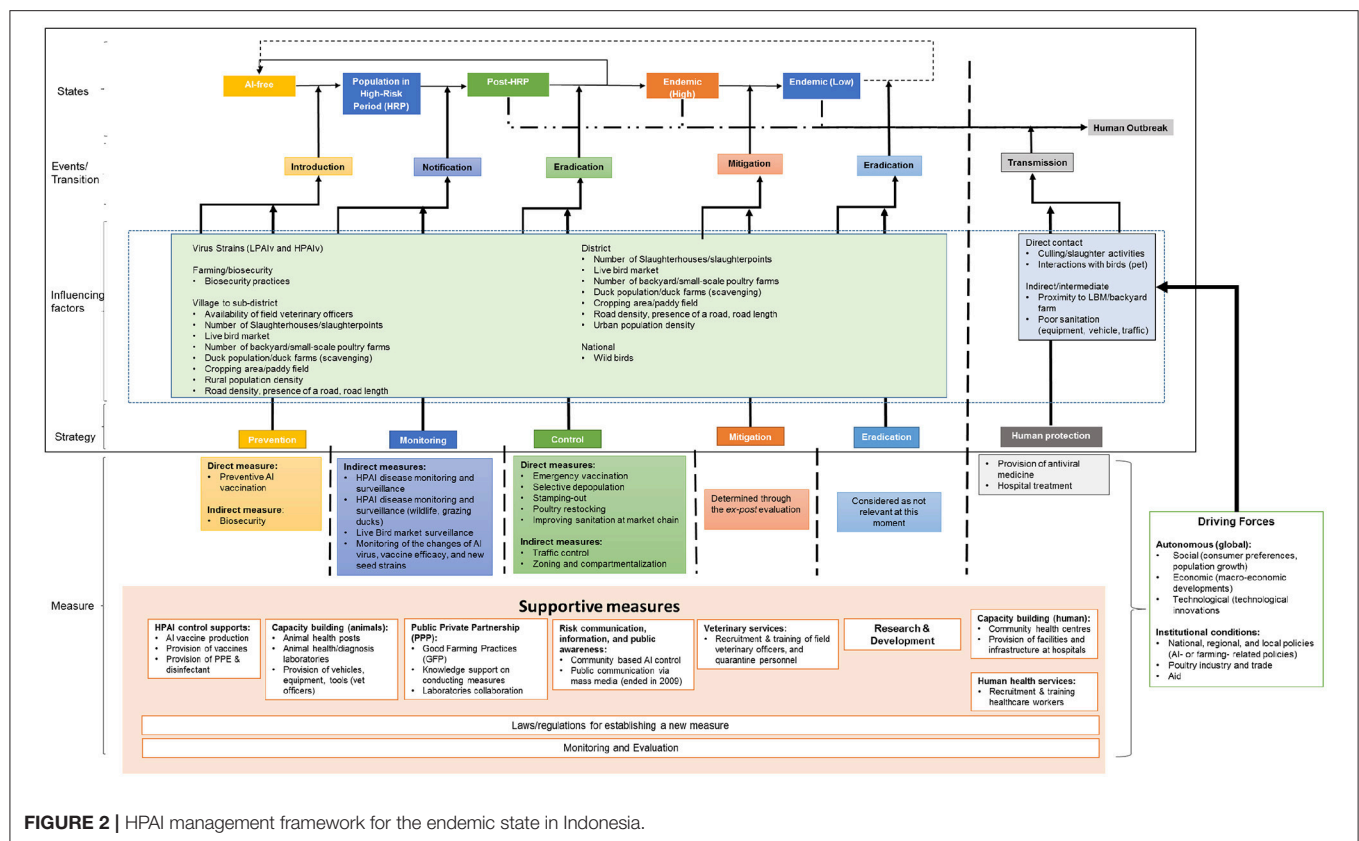 States
AI-free
Population in
High-Risk
Period (HRP)
Post-HRP
Endemic
(High)
Endemic (Low)
Human Outbreak
Events/
Transition
Introduction
Notification
Eradication
Mitigation
Eradication
Transmission
Influencing
factors
Virus Strains (LPAIv and HPAIv)
Farming/biosecurity
• Biosecurity practices
Village to sub-district
• Availability of field veterinary officers
• Number of Slaughterhouses/slaughterpoints
• Live bird market
• Number of backyard/small-scale poultry farms
• Duck population/duck farms (scavenging)
• Cropping area/paddy field
• Rural population density
• Road density, presence of a road, road length
District
• Number of Slaughterhouses/slaughterpoints
• Live bird market
• Number of backyard/small-scale poultry farms
• Duck population/duck farms (scavenging)
• Cropping area/paddy field
• Road density, presence of a road, road length
• Urban population density
National
• Wild birds
Direct contact
• Culling/slaughter activities
• Interactions with birds (pet)
Indirect/intermediate
• Proximity to LBM/backyard
farm
• Poor sanitation
(equipment, vehicle, traffic)
Strategy
Prevention
Monitoring
Control
Mitigation
Eradication
Human protection
Measure
Direct measure:
• Preventive AI
vaccination
Indirect measure:
• Biosecurity
Indirect measures:
• HPAI disease monitoring and
surveillance
• HPAI disease monitoring and
surveillance (wildlife, grazing
ducks)
• Live Bird market surveillance
• Monitoring of the changes of AI
virus, vaccine efficacy, and new
seed strains
Direct measures:
• Emergency vaccination
• Selective depopulation
• Stamping-out
• Poultry restocking
• Improving sanitation at market chain
Indirect measures:
• Traffic control
• Zoning and compartmentalization
Determined through
the ex-post evaluation
Considered as not
relevant at this
moment
• Provision of antiviral
medicine
• Hospital treatment
Driving Forces
Autonomous (global):
• Social (consumer preferences,
population growth)
• Economic (macro-economic
developments)
• Technological (technological
innovations
Institutional conditions:
• National, regional, and local policies
(AI- or farming- related policies)
• Poultry industry and trade
• Aid
Supportive measures
HPAI control supports:
• AI vaccine production
• Provision of vaccines
• Provision of PPE &
disinfectant
Capacity building (animals):
• Animal health posts
• Animal health/diagnosis
laboratories
• Provision of vehicles,
equipment, tools (vet
officers)
Public Private Partnership
(PPP):
• Good Farming Practices
(GFP)
• Knowledge support on
conducting measures
• Laboratories collaboration
Risk communication,
information, and public
awareness:
• Community based AI control
• Public communication via
mass media (ended in 2009)
Veterinary services:
• Recruitment & training of field
veterinary officers, and
quarantine personnel
Research &
Development
Capacity building (human):
• Community health centres
• Provision of facilities and
infrastructure at hospitals
Human health services:
• Recruitment & training
healthcare workers
Laws/regulations for establishing a new measure
Monitoring and Evaluation
FIGURE 2 | HPAI management framework for the endemic state in Indonesia.